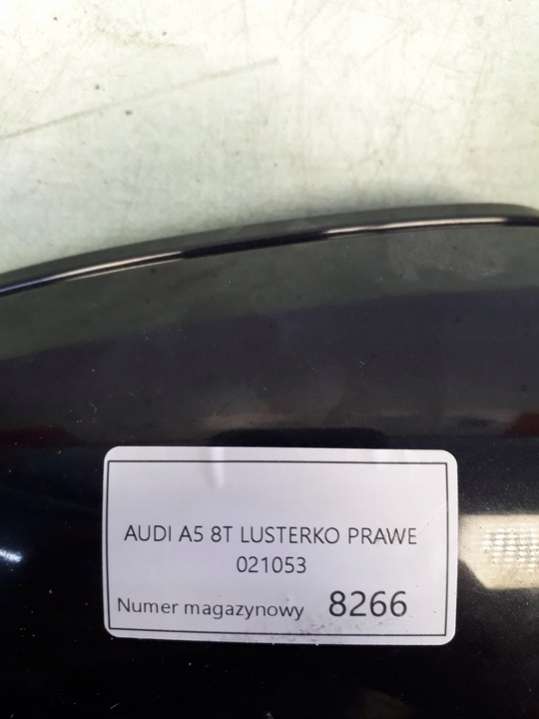 AUDI A5 8T LUSTERKO PRAWE
021053
Numer magazynowy 8266